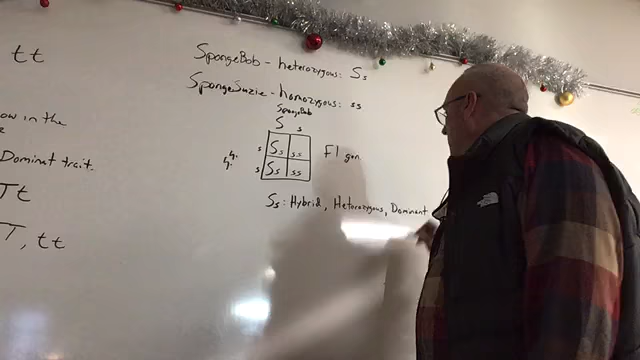 tt
SpongeBob - heterozygous: Ss
SpongeSuzie - homozygous: ss
SpongeBob
S s
s Ss ss F1 gen.
s Ss ss
Ss: Hybrid, Heterozygous, Dominant
ow in the
Dominant trait.
Tt
T, tt